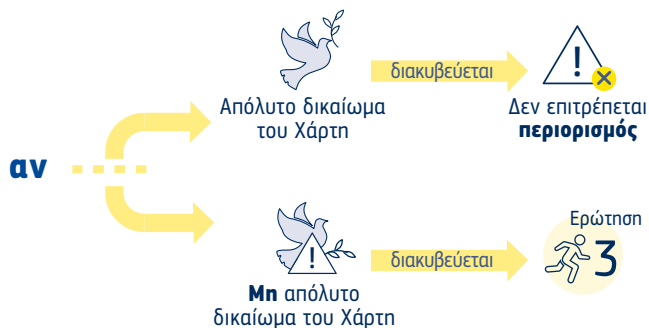 αν
Απόλυτο δικαίωμα
του Χάρτη
διακυβεύεται
!
Δεν επιτρέπεται
περιορισμός
!
Μη απόλυτο
δικαίωμα του Χάρτη
διακυβεύεται
Ερώτηση
3